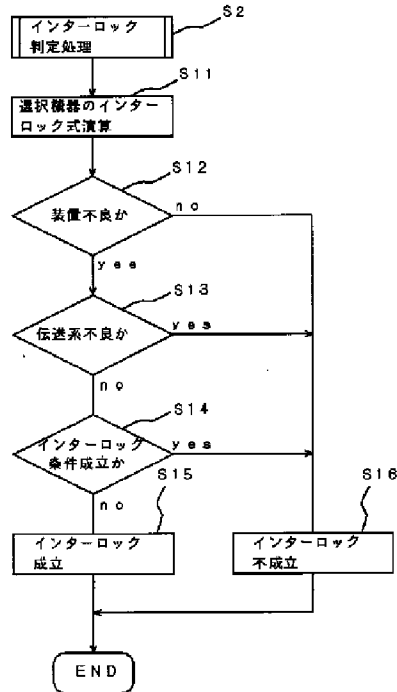 S2
インターロック
判定処理
S11
選択機器のインター
ロック式演算
S12
装置不良か
no
yes
S13
伝送系不良か
yes
no
S14
インターロック
条件成立か
yes
no
S15
インターロック
成立
S16
インターロック
不成立
END